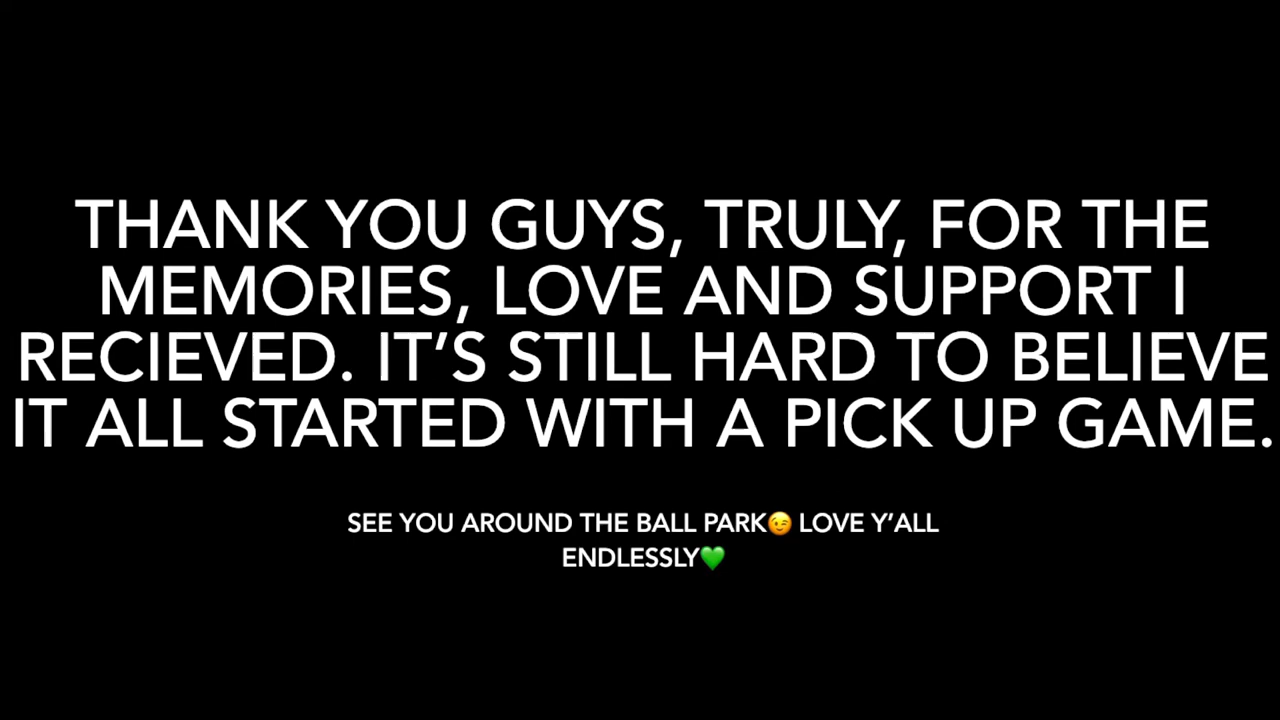 THANK YOU GUYS, TRULY, FOR THE
MEMORIES, LOVE AND SUPPORT I
RECIEVED. IT’S STILL HARD TO BELIEVE
IT ALL STARTED WITH A PICK UP GAME.
SEE YOU AROUND THE BALL PARK😉 LOVE Y’ALL
ENDLESSLY💚